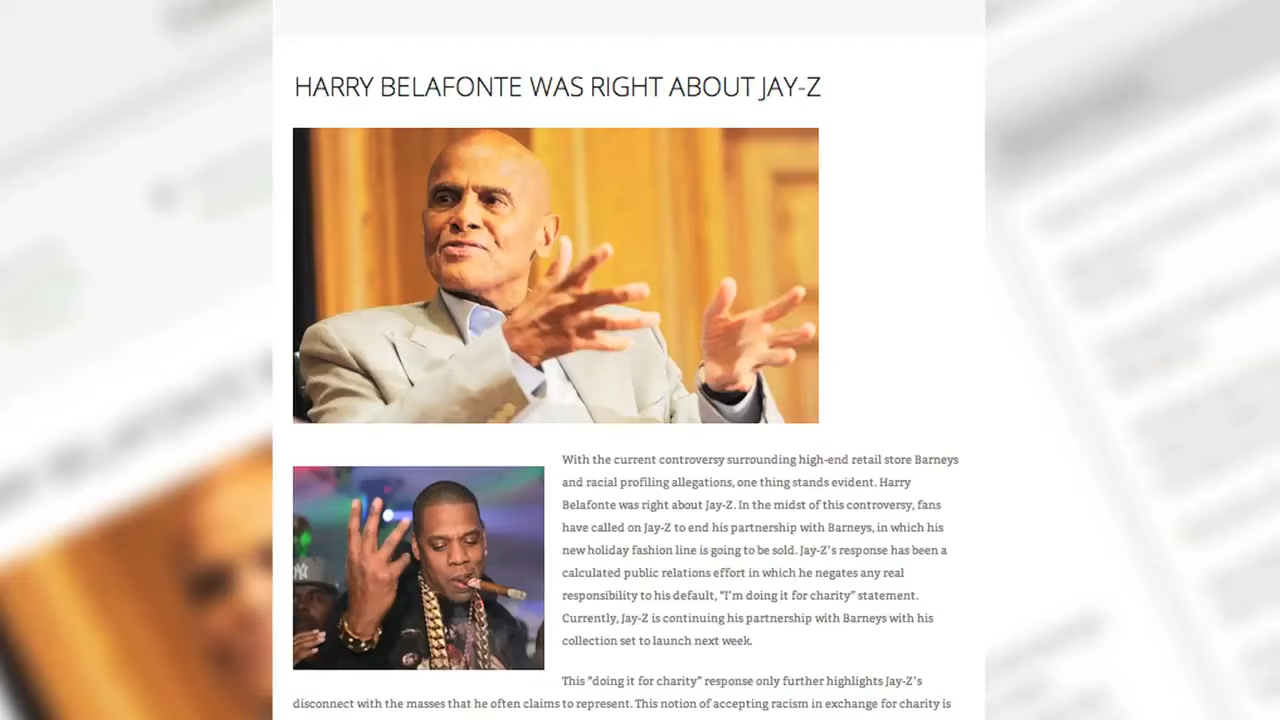 HARRY BELAFONTE WAS RIGHT ABOUT JAY-Z
With the current controversy surrounding high-end retail store Barneys
and racial profiling allegations, one thing stands evident. Harry
Belafonte was right about Jay-Z. In the midst of this controversy, fans
have called on Jay-Z to end his partnership with Barneys, in which his
new holiday fashion line is going to be sold. Jay-Z's response has been a
calculated public relations effort in which he negates any real
responsibility to his default, "I'm doing it for charity" statement.
Currently, Jay-Z is continuing his partnership with Barneys with his
collection set to launch next week.
This "doing it for charity" response only further highlights Jay-Z's
disconnect with the masses that he often claims to represent. This notion of accepting racism in exchange for charity is